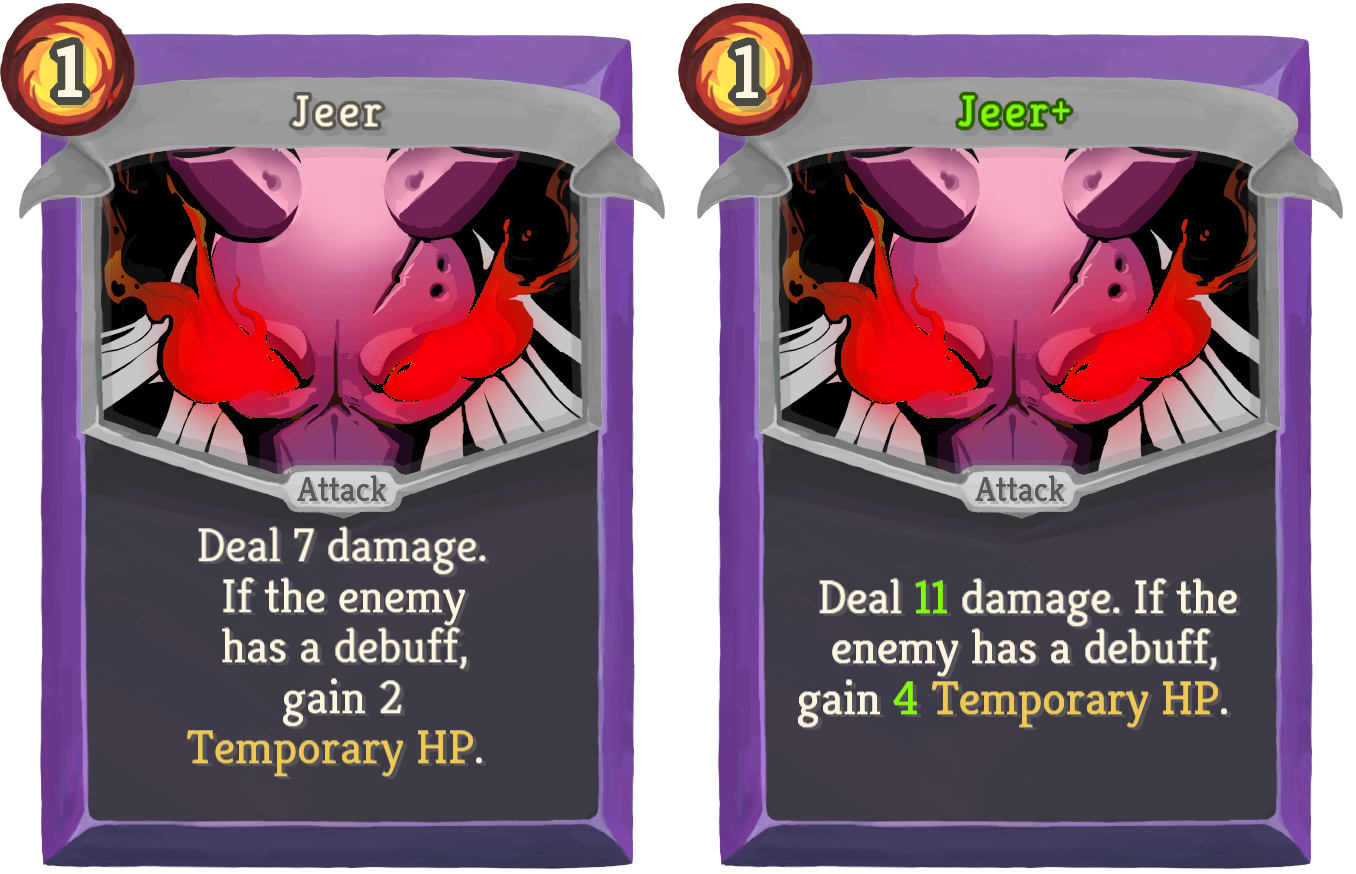 1
Jeer
Attack
Deal 7 damage.
If the enemy
has a debuff,
gain 2
Temporary HP.
1
Jeer+
Attack
Deal 11 damage. If the
enemy has a debuff,
gain 4 Temporary HP.